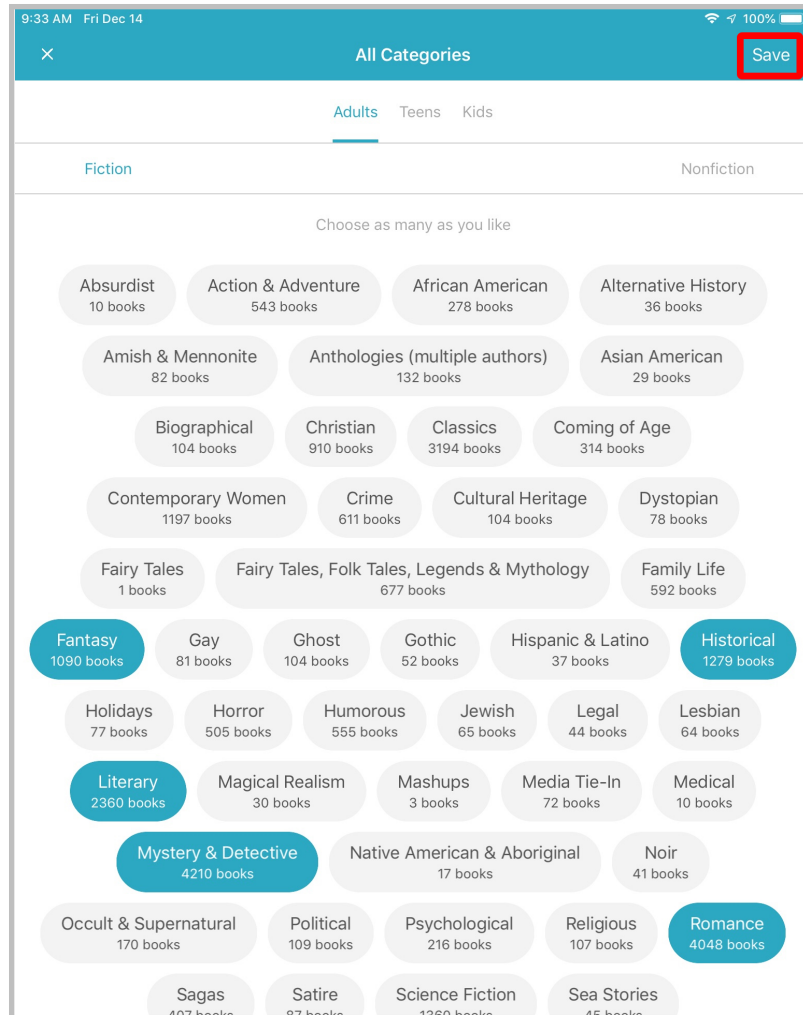 9:33 AM Fri Dec 14 100%
All Categories Save
Adults Teens Kids
Fiction Nonfiction
Choose as many as you like
Absurdist Action & Adventure African American Alternative History
10 books 543 books 278 books 36 books
Amish & Mennonite Anthologies (multiple authors) Asian American
82 books 132 books 29 books
Biographical Christian Classics Coming of Age
104 books 910 books 3194 books 314 books
Contemporary Women Crime Cultural Heritage Dystopian
1197 books 611 books 104 books 78 books
Fairy Tales Fairy Tales, Folk Tales, Legends & Mythology Family Life
1 books 677 books 592 books
Fantasy Gay Ghost Gothic Hispanic & Latino Historical
1090 books 81 books 104 books 52 books 37 books 1279 books
Holidays Horror Humorous Jewish Legal Lesbian
77 books 505 books 555 books 65 books 44 books 64 books
Literary Magical Realism Mashups Media Tie-In Medical
2360 books 30 books 3 books 72 books 10 books
Mystery & Detective Native American & Aboriginal Noir
4210 books 17 books 41 books
Occult & Supernatural Political Psychological Religious Romance
170 books 109 books 216 books 107 books 4048 books
Sagas Satire Science Fiction Sea Stories
407 books 87 books 1360 books 45 books